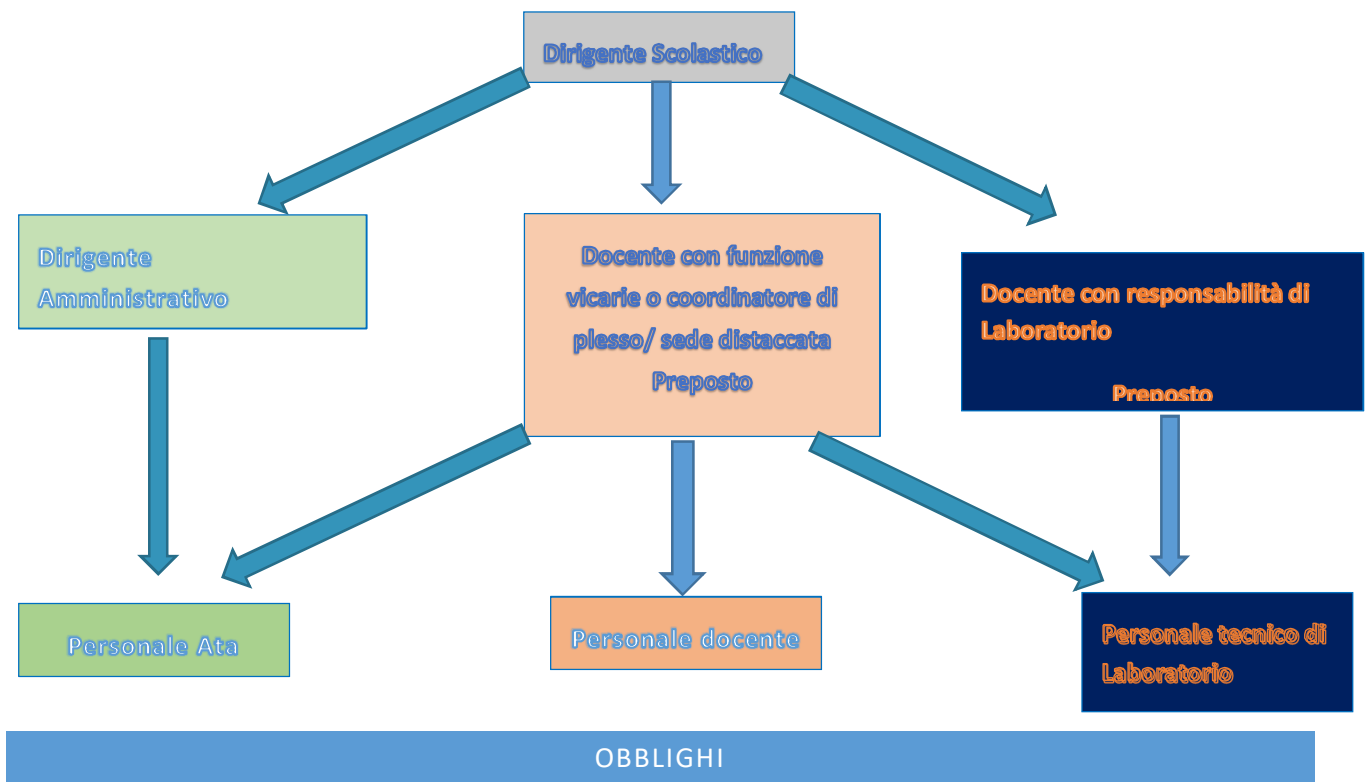 Dirigente Scolastico
Dirigente
Amministrativo
Docente con funzione
vicarie o coordinatore di
plesso/ sede distaccata
Preposto
Docente con responsabilità di
Laboratorio
Preposto
Personale Ata
Personale docente
Personale tecnico di
Laboratorio
OBBLIGHI